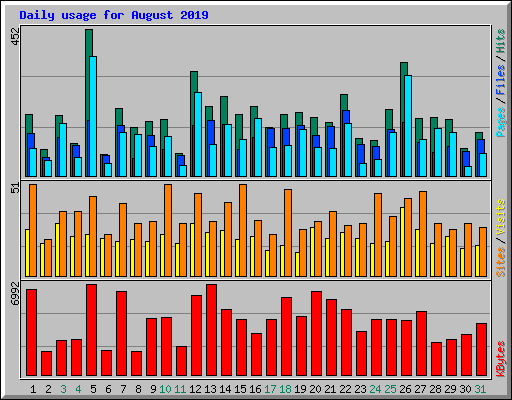 Daily usage for August 2019
452
Pages / Files / Hits
51
Sites / Visits
6992
KBytes
1 2 3 4 5 6 7 8 9 10 11 12 13 14 15 16 17 18 19 20 21 22 23 24 25 26 27 28 29 30 31